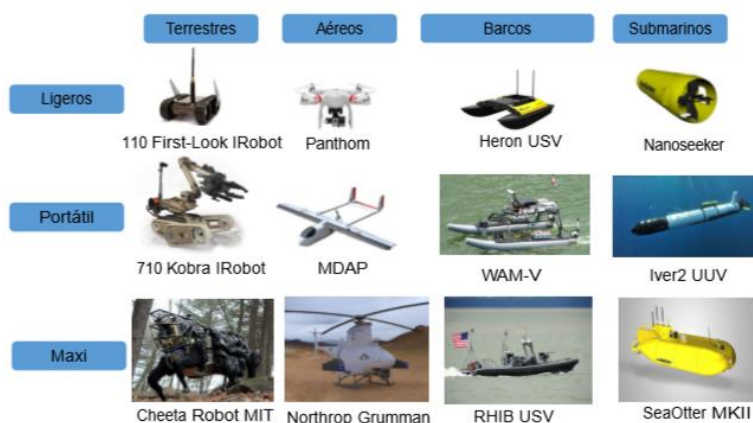 Terrestres
Aéreos
Barcos
Submarinos
Ligeros
110 First-Look IRobot
Panthom
Heron USV
Nanoseeker
Portátil
710 Kobra IRobot
MDAP
WAM-V
Iver2 UUV
Maxi
Cheeta Robot MIT
Northrop Grumman
RHIB USV
SeaOtter MKII